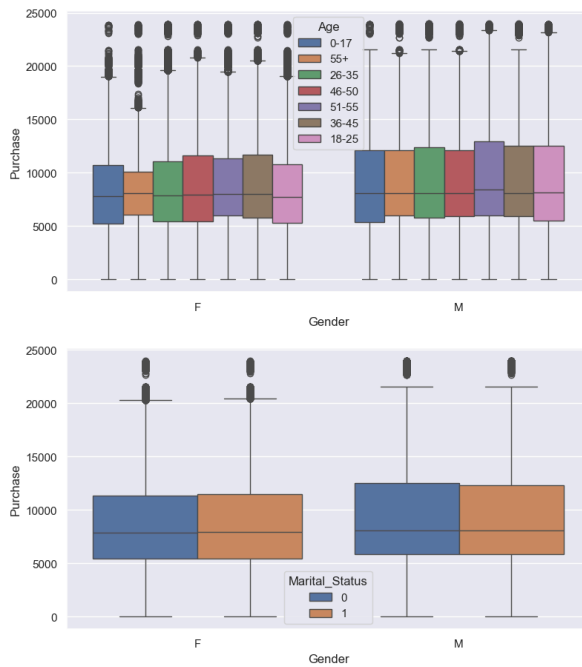 25000
20000
15000
10000
5000
0
Purchase
Age
0-17
55+
26-35
46-50
51-55
36-45
18-25
F
M
Gender
25000
20000
15000
10000
5000
0
Purchase
Marital_Status
0
1
F
M
Gender